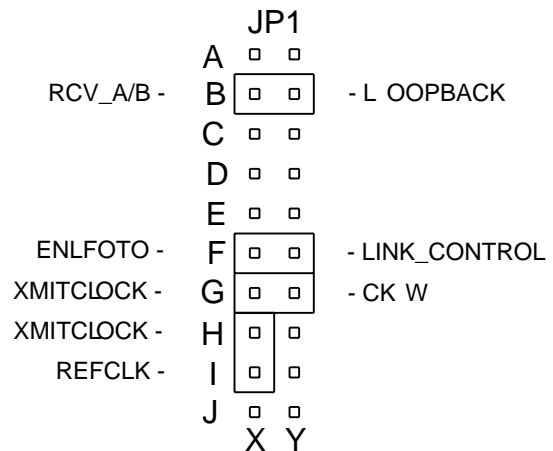 JP1
A
RCV_A/B - B - L OOPBACK
C
D
E
ENLFOTO - F - LINK_CONTROL
XMITCLOCK - G - CK W
XMITCLOCK - H
REFCLK - I
J
X Y